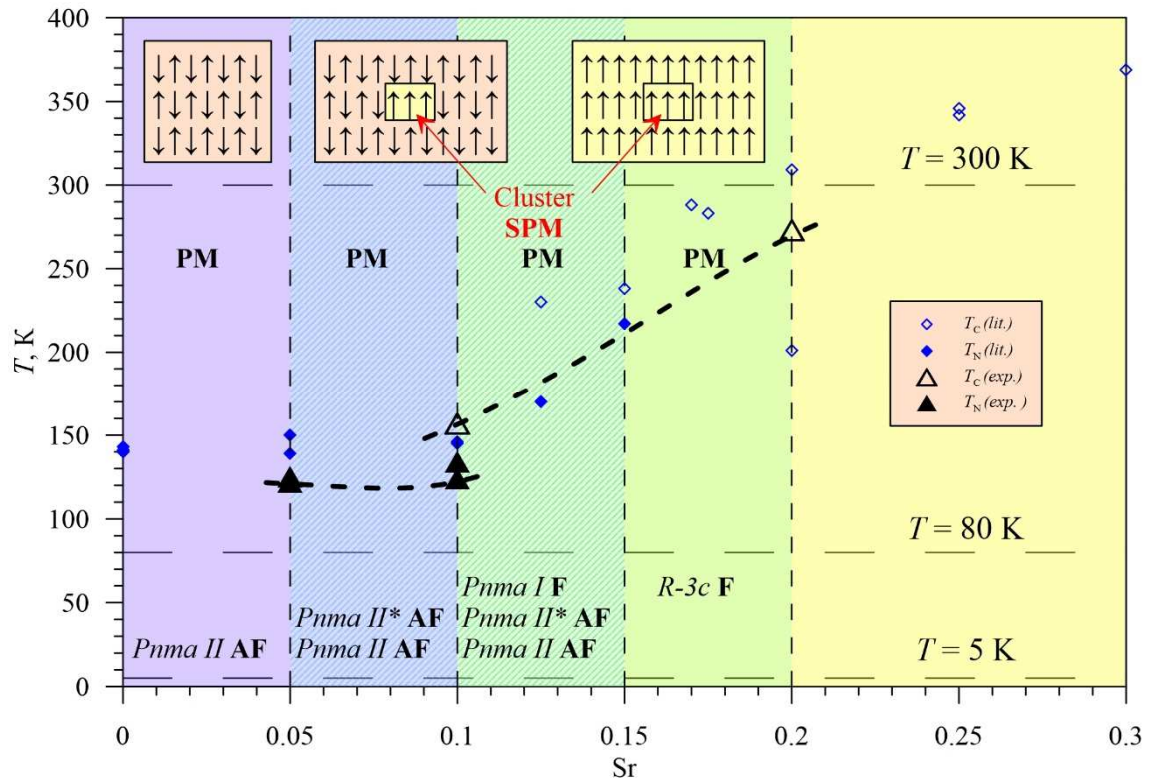 400
350
300
250
200
150
100
50
0
T, K
Cluster
SPM
PM
PM
PM
PM
T = 300 K
T_C (lit.)
T_N (lit.)
T_C (exp.)
T_N (exp.)
T = 80 K
Pnma II AF
Pnma II* AF
Pnma II AF
Pnma I F
Pnma II* AF
Pnma II AF
R-3c F
T = 5 K
0
0.05
0.1
0.15
0.2
0.25
0.3
Sr